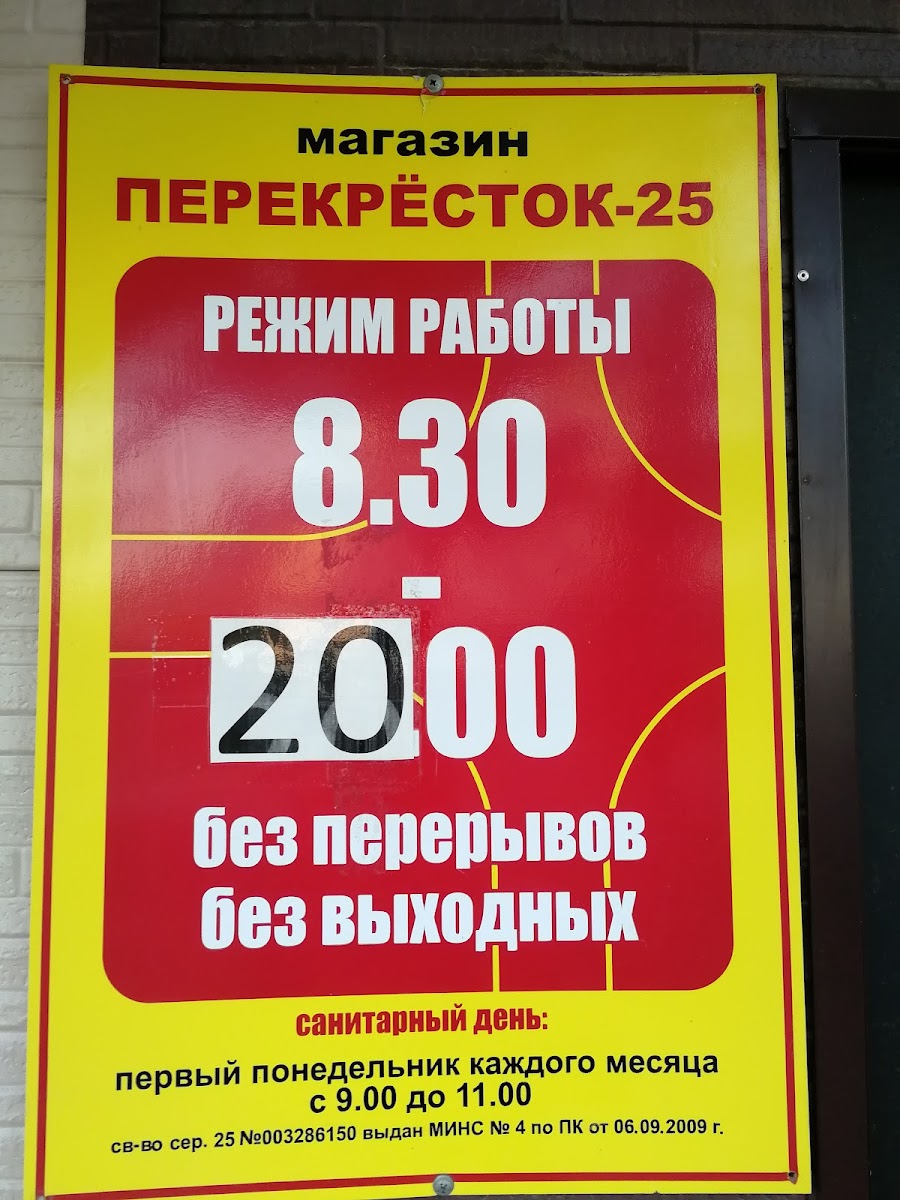 магазин
ПЕРЕКРЁСТОК-25
РЕЖИМ РАБОТЫ
8.30
-
20.00
без перерывов
без выходных
санитарный день:
первый понедельник каждого месяца
с 9.00 до 11.00
св-во сер. 25 №003286150 выдан МИНС № 4 по ПК от 06.09.2009 г.